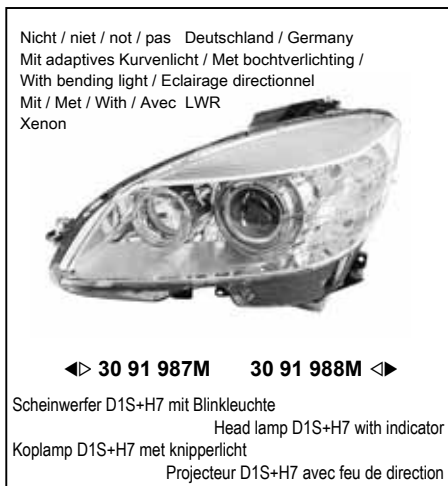 Nicht / niet / not / pas Deutschland / Germany
Mit adaptives Kurvenlicht / Met bochtverlichting /
With bending light / Eclairage directionnel
Mit / Met / With / Avec LWR
Xenon
◀▷ 30 91 987M 30 91 988M ◁▶
Scheinwerfer D1S+H7 mit Blinkleuchte
Head lamp D1S+H7 with indicator
Koplamp D1S+H7 met knipperlicht
Projecteur D1S+H7 avec feu de direction